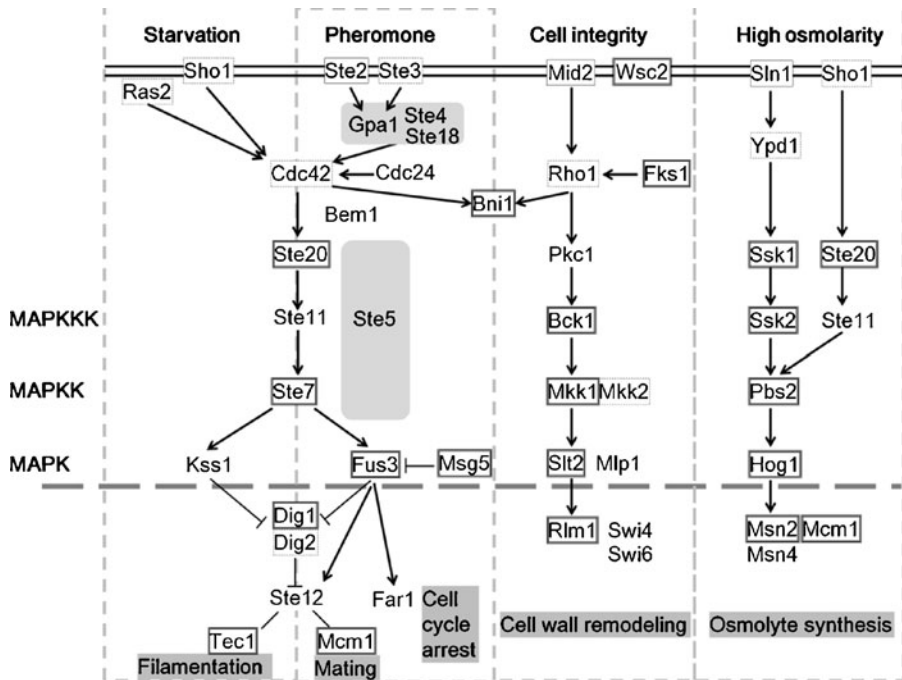 Starvation Pheromone Cell integrity High osmolarity
Sho1 Ste2 Ste3 Mid2 Wsc2 Sln1 Sho1
Ras2
Gpa1 Ste4
Ste18
Ypd1
Cdc42 Cdc24 Rho1 Fks1
Bni1
Bem1
Ste20 Pkc1 Ssk1 Ste20
MAPKKK Ste11 Ste5 Bck1 Ssk2 Ste11
MAPKK Ste7 Mkk1 Mkk2 Pbs2
MAPK Kss1 Fus3 Msg5 Slt2 Mlp1 Hog1
Dig1 Rlm1 Swi4 Msn2 Mcm1
Dig2 Swi6 Msn4
Ste12 Far1 Cell
cycle
arrest
Cell wall remodeling Osmolyte synthesis
Tec1 Mcm1
Filamentation Mating